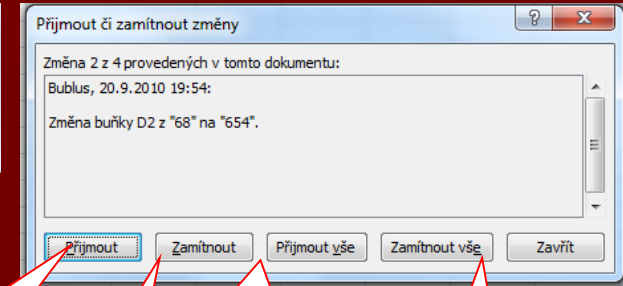 Přijmout či zamítnout změny
Změna 2 z 4 provedených v tomto dokumentu:
Bublus, 20.9.2010 19:54:
Změna buňky D2 z "68" na "654".
Přijmout Zamítnout Přijmout vše Zamítnout vše Zavřít